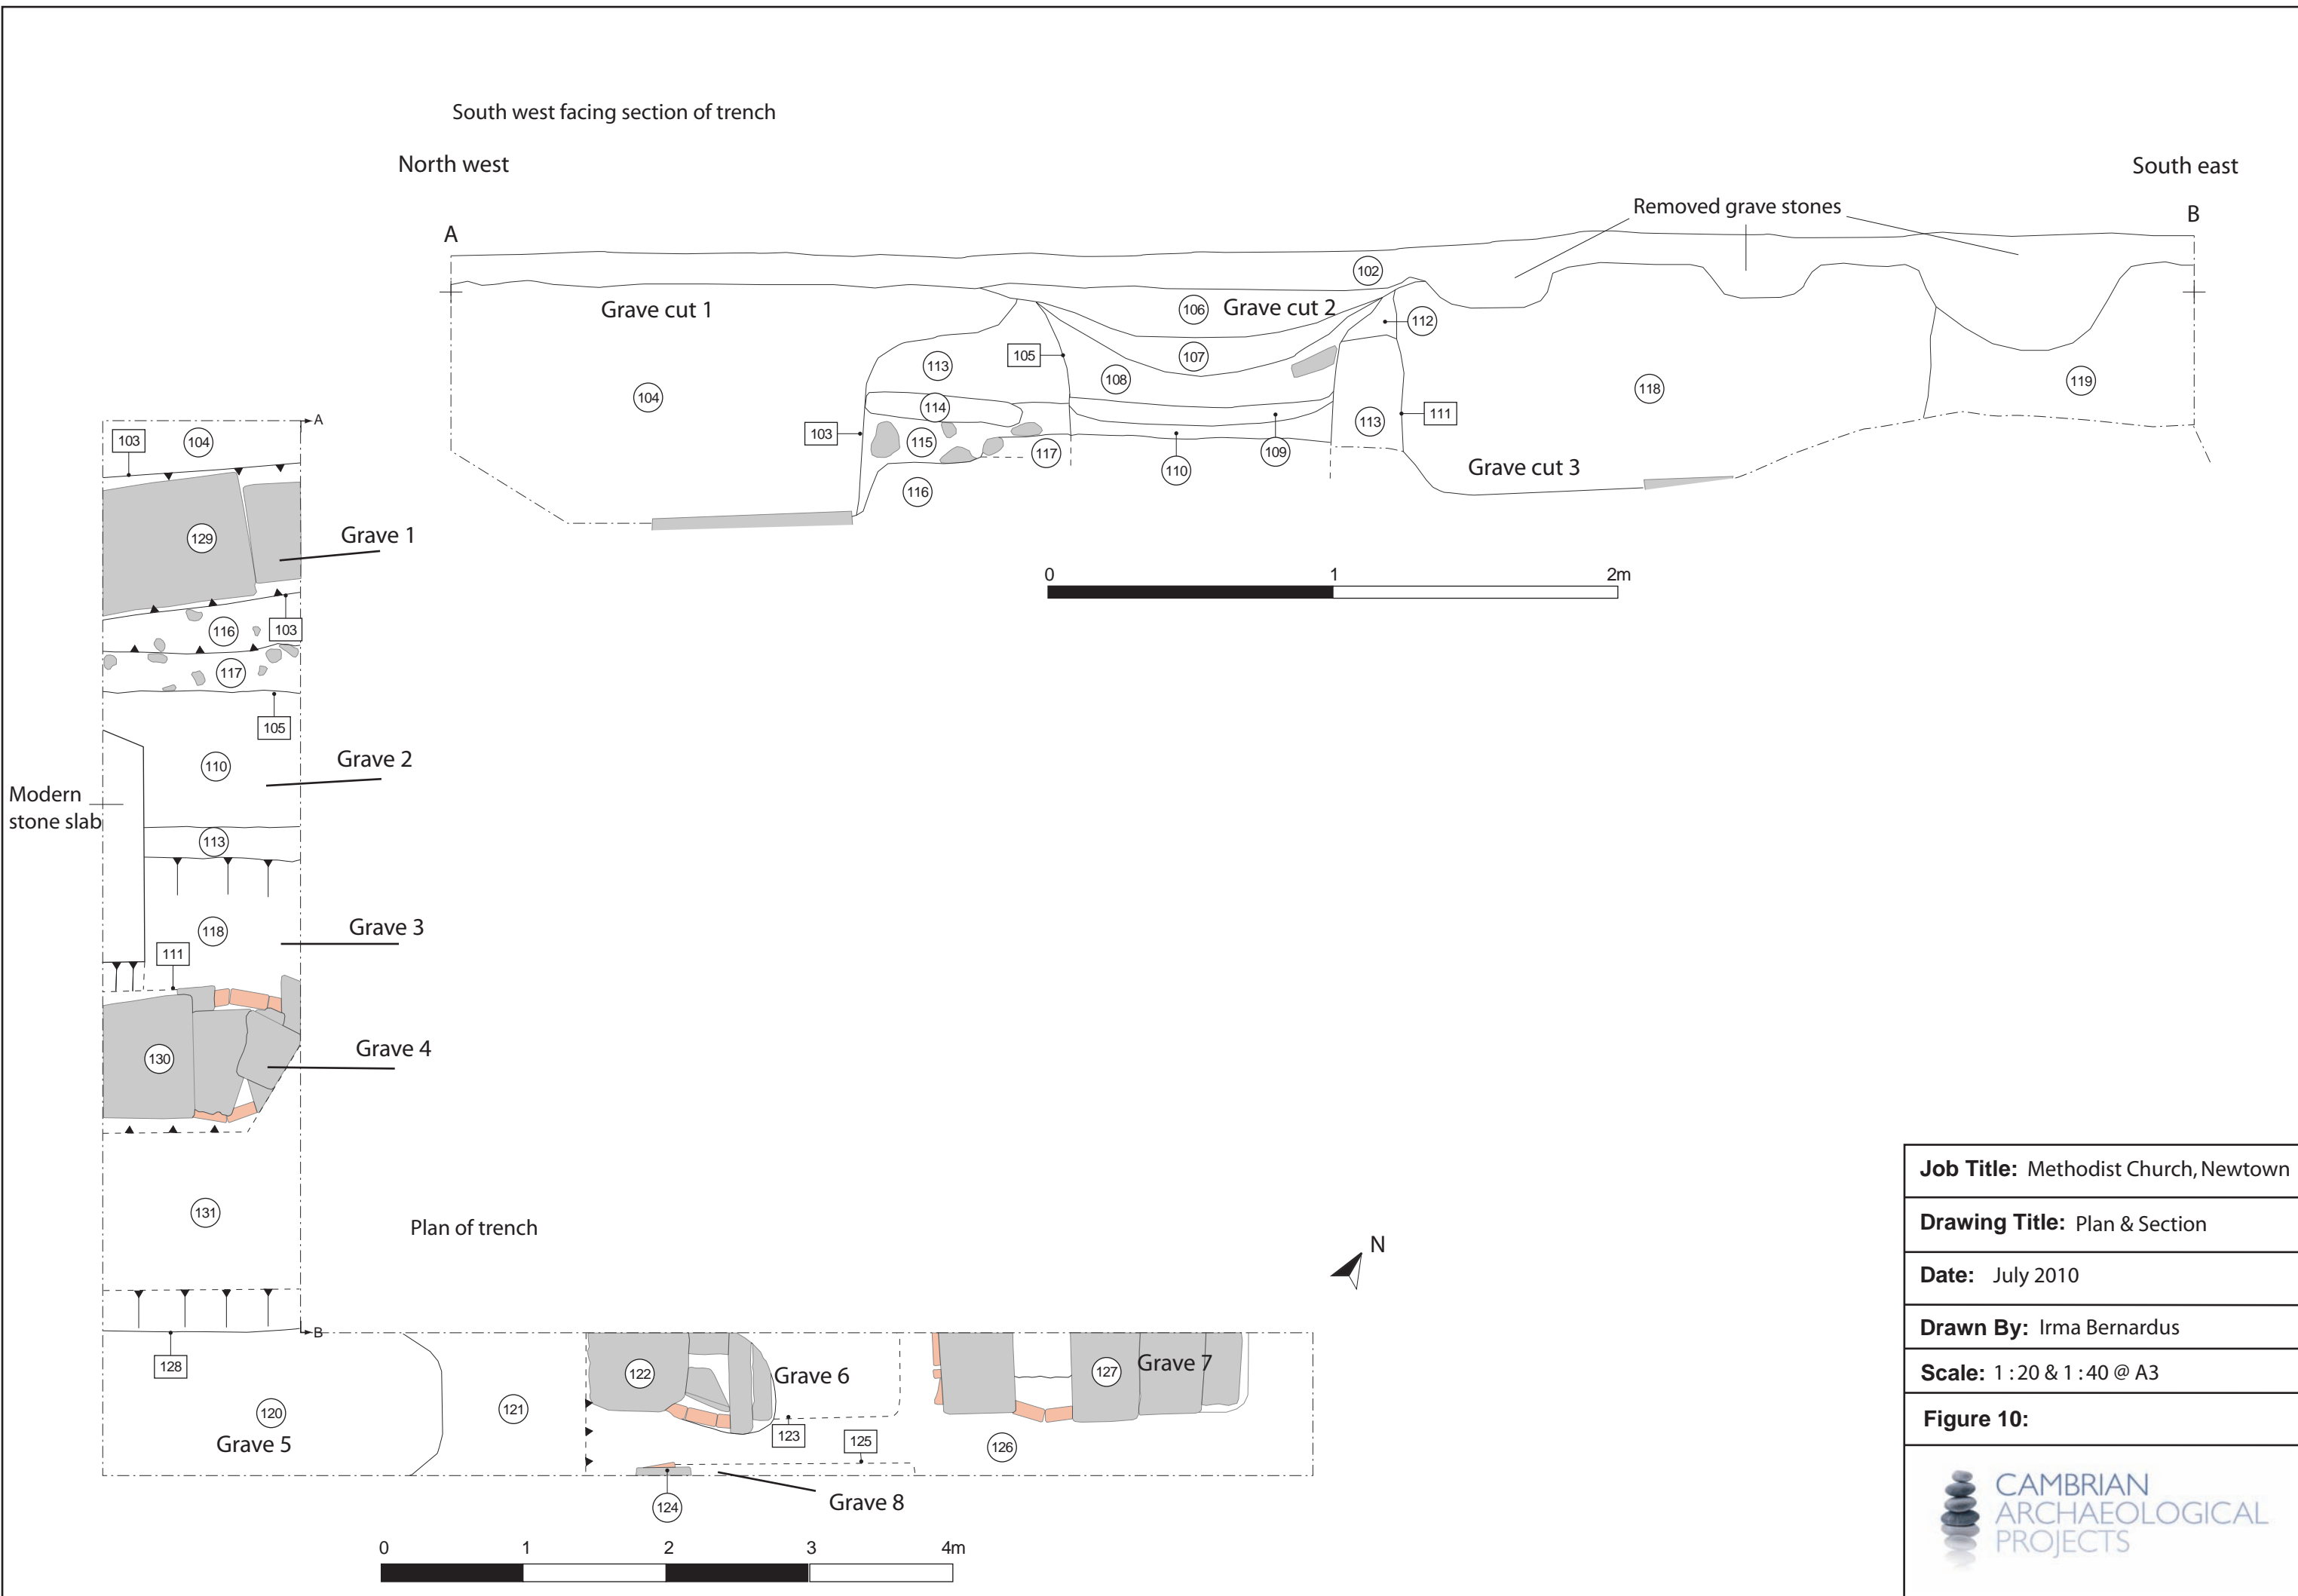 South west facing section of trench
North west
South east
Removed grave stones
A
B
102
Grave cut 1
106
Grave cut 2
112
105
107
113
108
104
118
119
114
103
115
113
111
117
110
109
Grave cut 3
116
0 1 2m
A
103
104
129
Grave 1
116
103
117
105
110
Grave 2
Modern
stone slab
113
118
Grave 3
111
130
Grave 4
131
Plan of trench
N
B
128
120
Grave 5
121
122
Grave 6
123
125
124
Grave 8
127
Grave 7
126
0 1 2 3 4m
Job Title: Methodist Church, Newtown
Drawing Title: Plan & Section
Date: July 2010
Drawn By: Irma Bernardus
Scale: 1 : 20 & 1 : 40 @ A3
Figure 10:
CAMBRIAN
ARCHAEOLOGICAL
PROJECTS